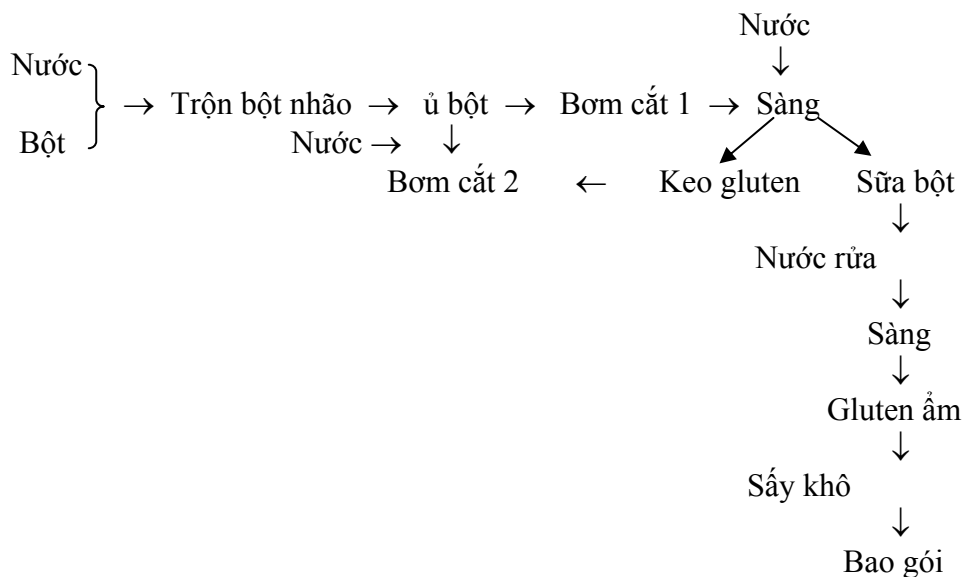 Nước
Nước
Bột
→ Trộn bột nhão → ủ bột → Bơm cắt 1 → Sàng
Nước →
Bơm cắt 2 ← Keo gluten Sữa bột
Nước rửa
Sàng
Gluten ẩm
Sấy khô
Bao gói